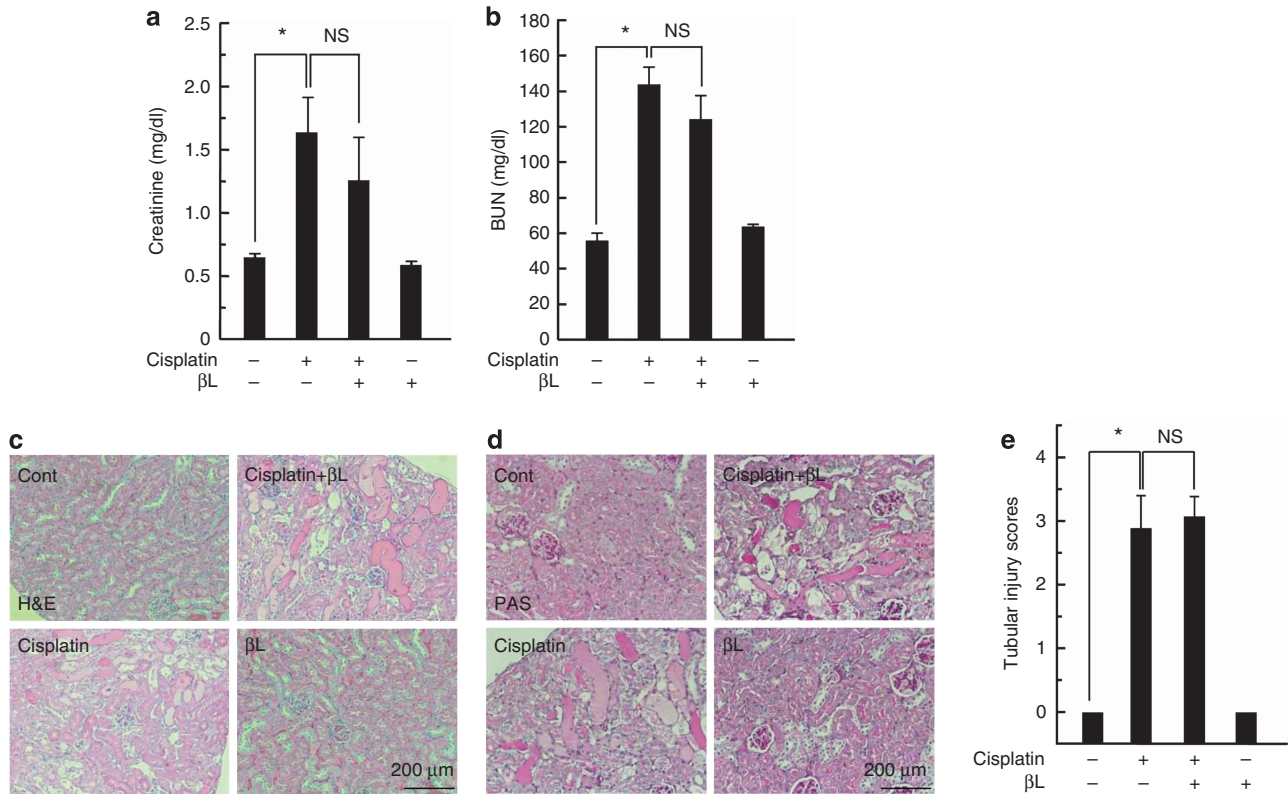 a
2.5
2.0
1.5
1.0
0.5
0
Creatinine (mg/dl)
* NS
Cisplatin – + + –
βL – – + +
b
180
160
140
120
100
80
60
40
20
0
BUN (mg/dl)
* NS
– + + –
– – + +
c
Cont
H&E
Cisplatin+βL
Cisplatin
βL
200 μm
d
Cont
PAS
Cisplatin+βL
Cisplatin
βL
200 μm
e
4
3
2
1
0
Tubular injury scores
* NS
Cisplatin – + + –
βL – – + +